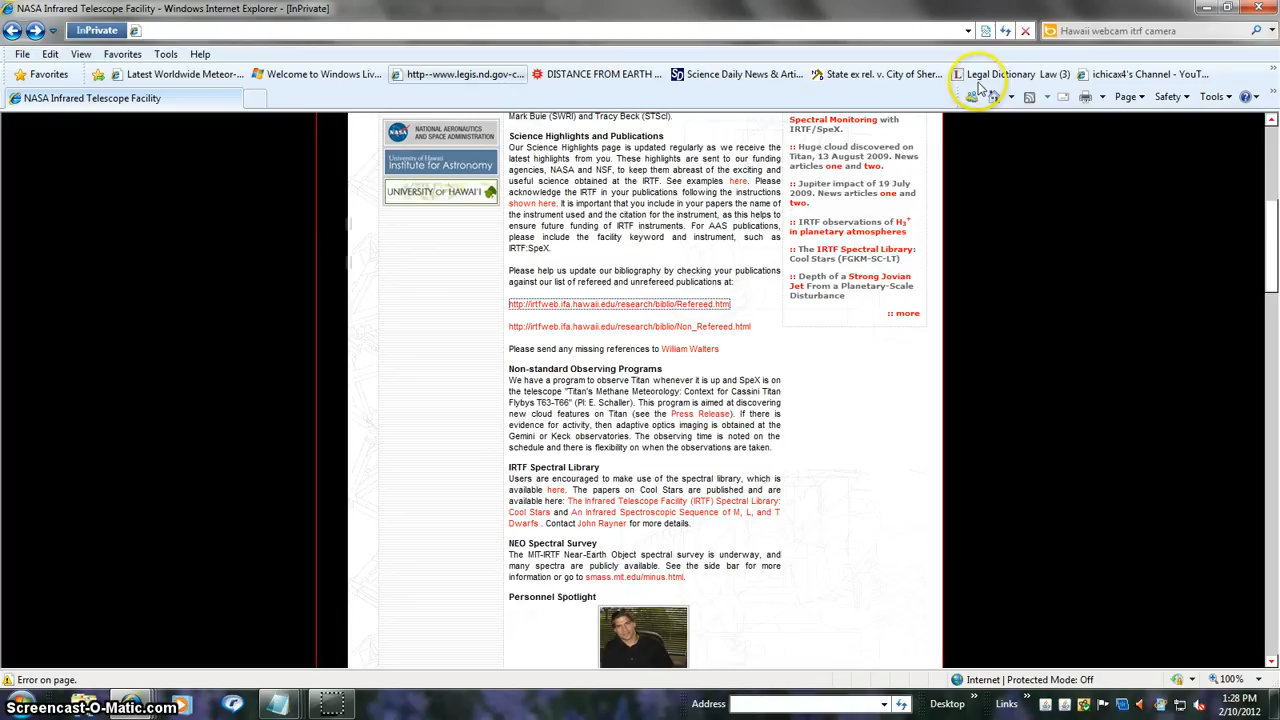 NASA Infrared Telescope Facility - Windows Internet Explorer - [InPrivate]
InPrivate
Hawaii webcam itrf camera
File Edit View Favorites Tools Help
Favorites Latest Worldwide Meteor-... Welcome to Windows Liv... http--www.legis.nd.gov-c... DISTANCE FROM EARTH ... Science Daily News & Arti... State ex rel. v. City of Sher... Legal Dictionary Law (3) ichicax4's Channel - YouT...
NASA Infrared Telescope Facility
Page Safety Tools
NATIONAL AERONAUTICS
AND SPACE ADMINISTRATION
University of Hawaii
Institute for Astronomy
UNIVERSITY OF HAWAI'I
Mark Buie (SWRI) and Tracy Beck (STScI).
Science Highlights and Publications
Our Science Highlights page is updated regularly as we receive the
latest highlights from you. These highlights are sent to our funding
agencies, NASA and NSF, to keep them abreast of the exciting and
useful science obtained at the IRTF. See examples here. Please
acknowledge the IRTF in your publications following the instructions
shown here. It is important that you include in your papers the name of
the instrument used and the citation for the instrument, as this helps to
ensure future funding of IRTF instruments. For AAS publications,
please include the facility keyword and instrument, such as
IRTF:SpeX.
Please help us update our bibliography by checking your publications
against our list of refereed and unrefereed publications at:
http://irtfweb.ifa.hawaii.edu/research/biblio/Refereed.html
http://irtfweb.ifa.hawaii.edu/research/biblio/Non_Refereed.html
Please send any missing references to William Walters
Non-standard Observing Programs
We have a program to observe Titan whenever it is up and SpeX is on
the telescope "Titan's Methane Meteorology: Context for Cassini Titan
Flybys T63-T66" (PI: E. Schaller). This program is aimed at discovering
new cloud features on Titan (see the Press Release). If there is
evidence for activity, then adaptive optics imaging is obtained at the
Gemini or Keck observatories. The observing time is noted on the
schedule and there is flexibility on when the observations are taken.
IRTF Spectral Library
Users are encouraged to make use of the spectral library, which is
available here. The papers on Cool Stars are published and are
available here: The Infrared Telescope Facility (IRTF) Spectral Library:
Cool Stars and An Infrared Spectroscopic Sequence of M, L, and T
Dwarfs . Contact John Rayner for more details.
NEO Spectral Survey
The MIT-IRTF Near-Earth Object spectral survey is underway, and
many spectra are publicly available. See the side bar for more
information or go to smass.mit.edu/minus.html.
Personnel Spotlight
Spectral Monitoring with
IRTF/SpeX.
:: Huge cloud discovered on
Titan, 13 August 2009. News
articles one and two.
:: Jupiter impact of 19 July
2009. News articles one and
two.
:: IRTF observations of H3+
in planetary atmospheres
:: The IRTF Spectral Library:
Cool Stars (FGKM-SC-LT)
:: Depth of a Strong Jovian
Jet From a Planetary-Scale
Disturbance
:: more
Error on page.
Internet | Protected Mode: Off
100%
Screencast-O-Matic.com
Address
Desktop
Links
1:28 PM
2/10/2012